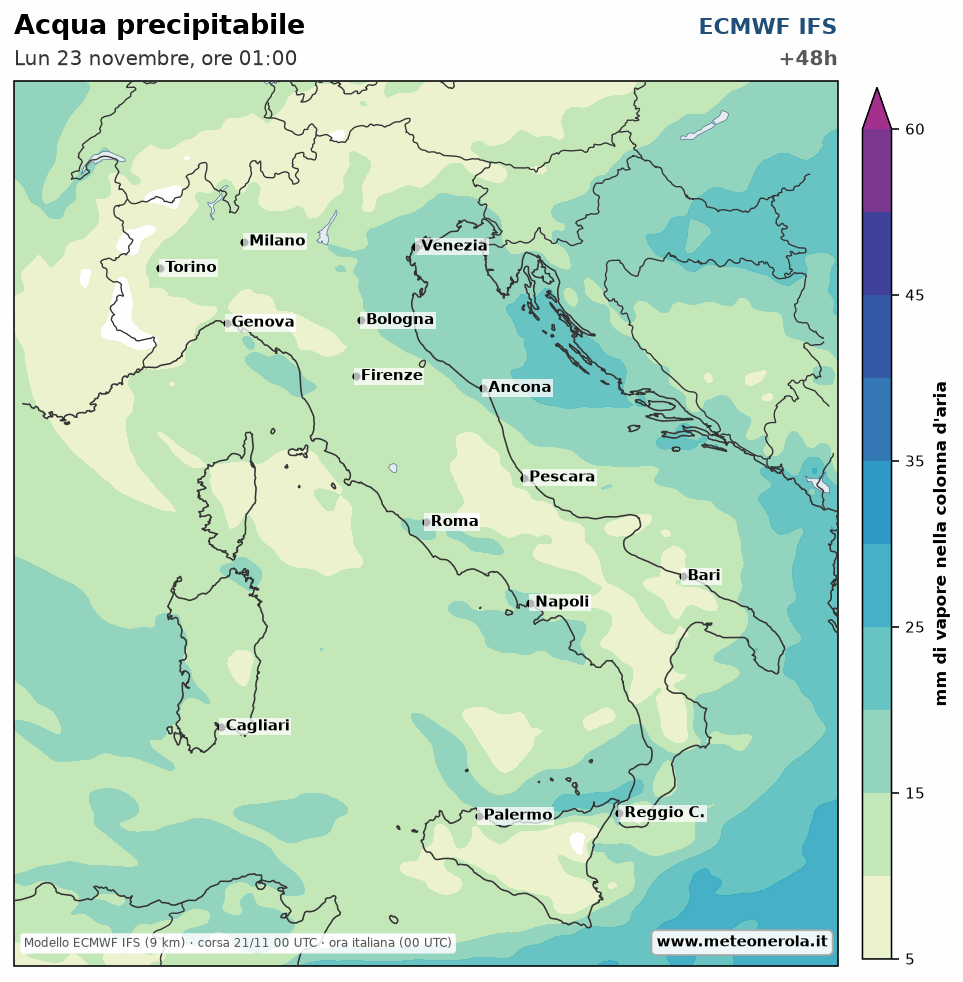 Acqua precipitabile
ECMWF IFS
Lun 23 novembre, ore 01:00
+48h
60
45
35
25
15
5
mm di vapore nella colonna d'aria
Milano
Venezia
Torino
Genova
Bologna
Firenze
Ancona
Pescara
Roma
Bari
Napoli
Cagliari
Palermo
Reggio C.
Modello ECMWF IFS (9 km) · corsa 21/11 00 UTC · ora italiana (00 UTC)
www.meteonerola.it